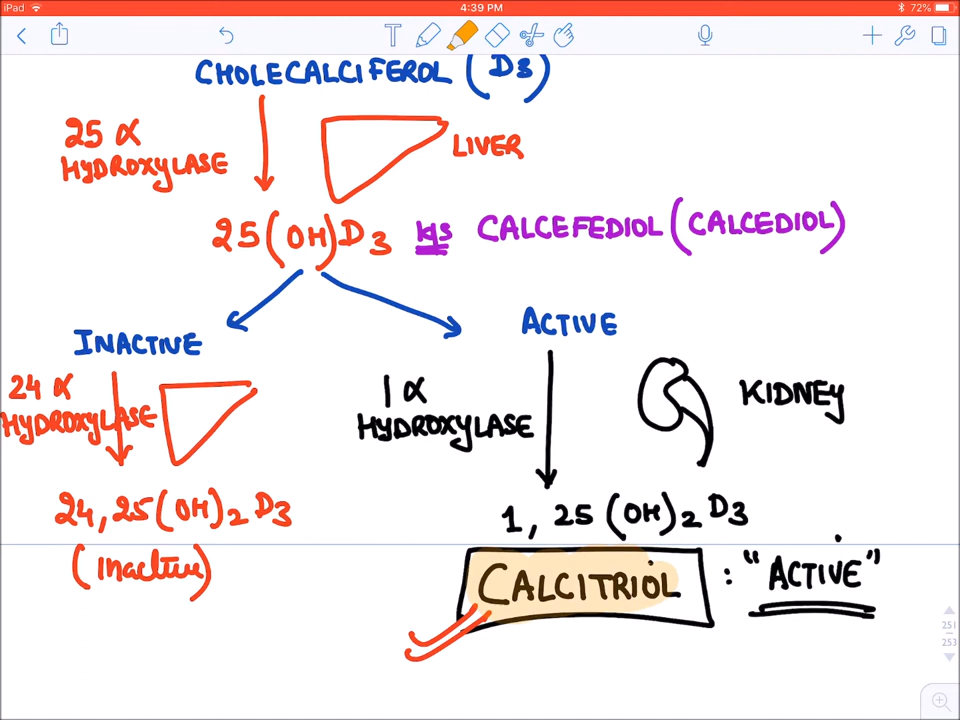 iPad
4:39 PM
72%
CHOLECALCIFEROL (D3)
25 α
HYDROXYLASE
LIVER
25(OH)D3 k/s CALCEFEDIOL (CALCEDIOL)
INACTIVE
ACTIVE
24 α
HYDROXYLASE
1 α
HYDROXYLASE
KIDNEY
24, 25(OH)2 D3
(Inactive)
1, 25 (OH)2 D3
CALCITRIOL : "ACTIVE"
251
253